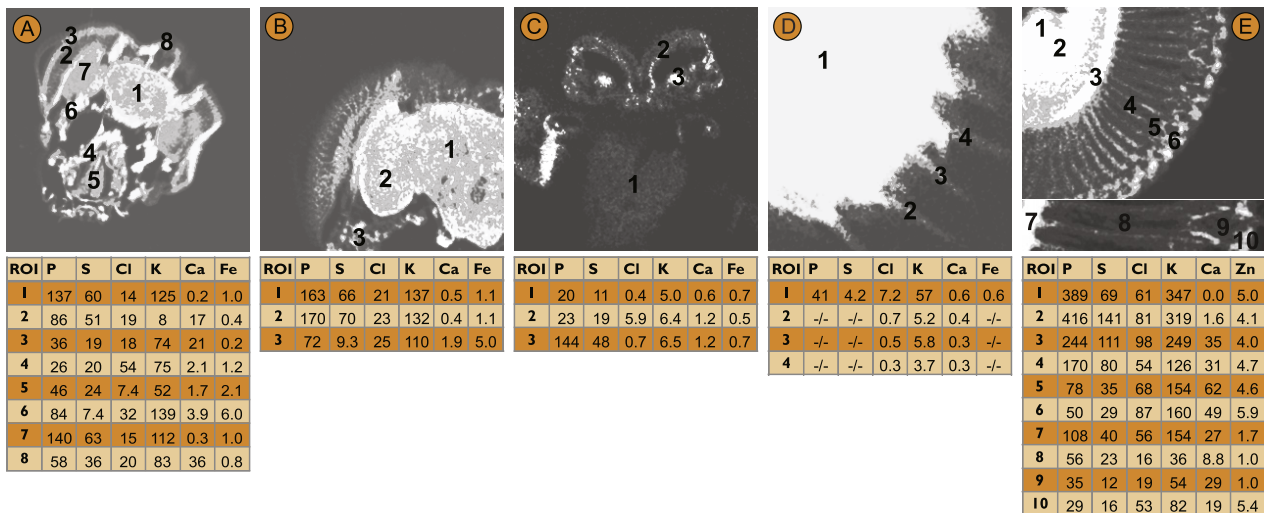 A
3
8
2
7
1
6
4
5
B
1
2
3
C
2
3
1
D
1
4
3
2
1
E
2
3
4
5
6
7
8
9
10
ROI P S Cl K Ca Fe
1 137 60 14 125 0.2 1.0
2 86 51 19 8 17 0.4
3 36 19 18 74 21 0.2
4 26 20 54 75 2.1 1.2
5 46 24 7.4 52 1.7 2.1
6 84 7.4 32 139 3.9 6.0
7 140 63 15 112 0.3 1.0
8 58 36 20 83 36 0.8
ROI P S Cl K Ca Fe
1 163 66 21 137 0.5 1.1
2 170 70 23 132 0.4 1.1
3 72 9.3 25 110 1.9 5.0
ROI P S Cl K Ca Fe
1 20 11 0.4 5.0 0.6 0.7
2 23 19 5.9 6.4 1.2 0.5
3 144 48 0.7 6.5 1.2 0.7
ROI P S Cl K Ca Fe
1 41 4.2 7.2 57 0.6 0.6
2 -/- -/- 0.7 5.2 0.4 -/-
3 -/- -/- 0.5 5.8 0.3 -/-
4 -/- -/- 0.3 3.7 0.3 -/-
ROI P S Cl K Ca Zn
1 389 69 61 347 0.0 5.0
2 416 141 81 319 1.6 4.1
3 244 111 98 249 35 4.0
4 170 80 54 126 31 4.7
5 78 35 68 154 62 4.6
6 50 29 87 160 49 5.9
7 108 40 56 154 27 1.7
8 56 23 16 36 8.8 1.0
9 35 12 19 54 29 1.0
10 29 16 53 82 19 5.4